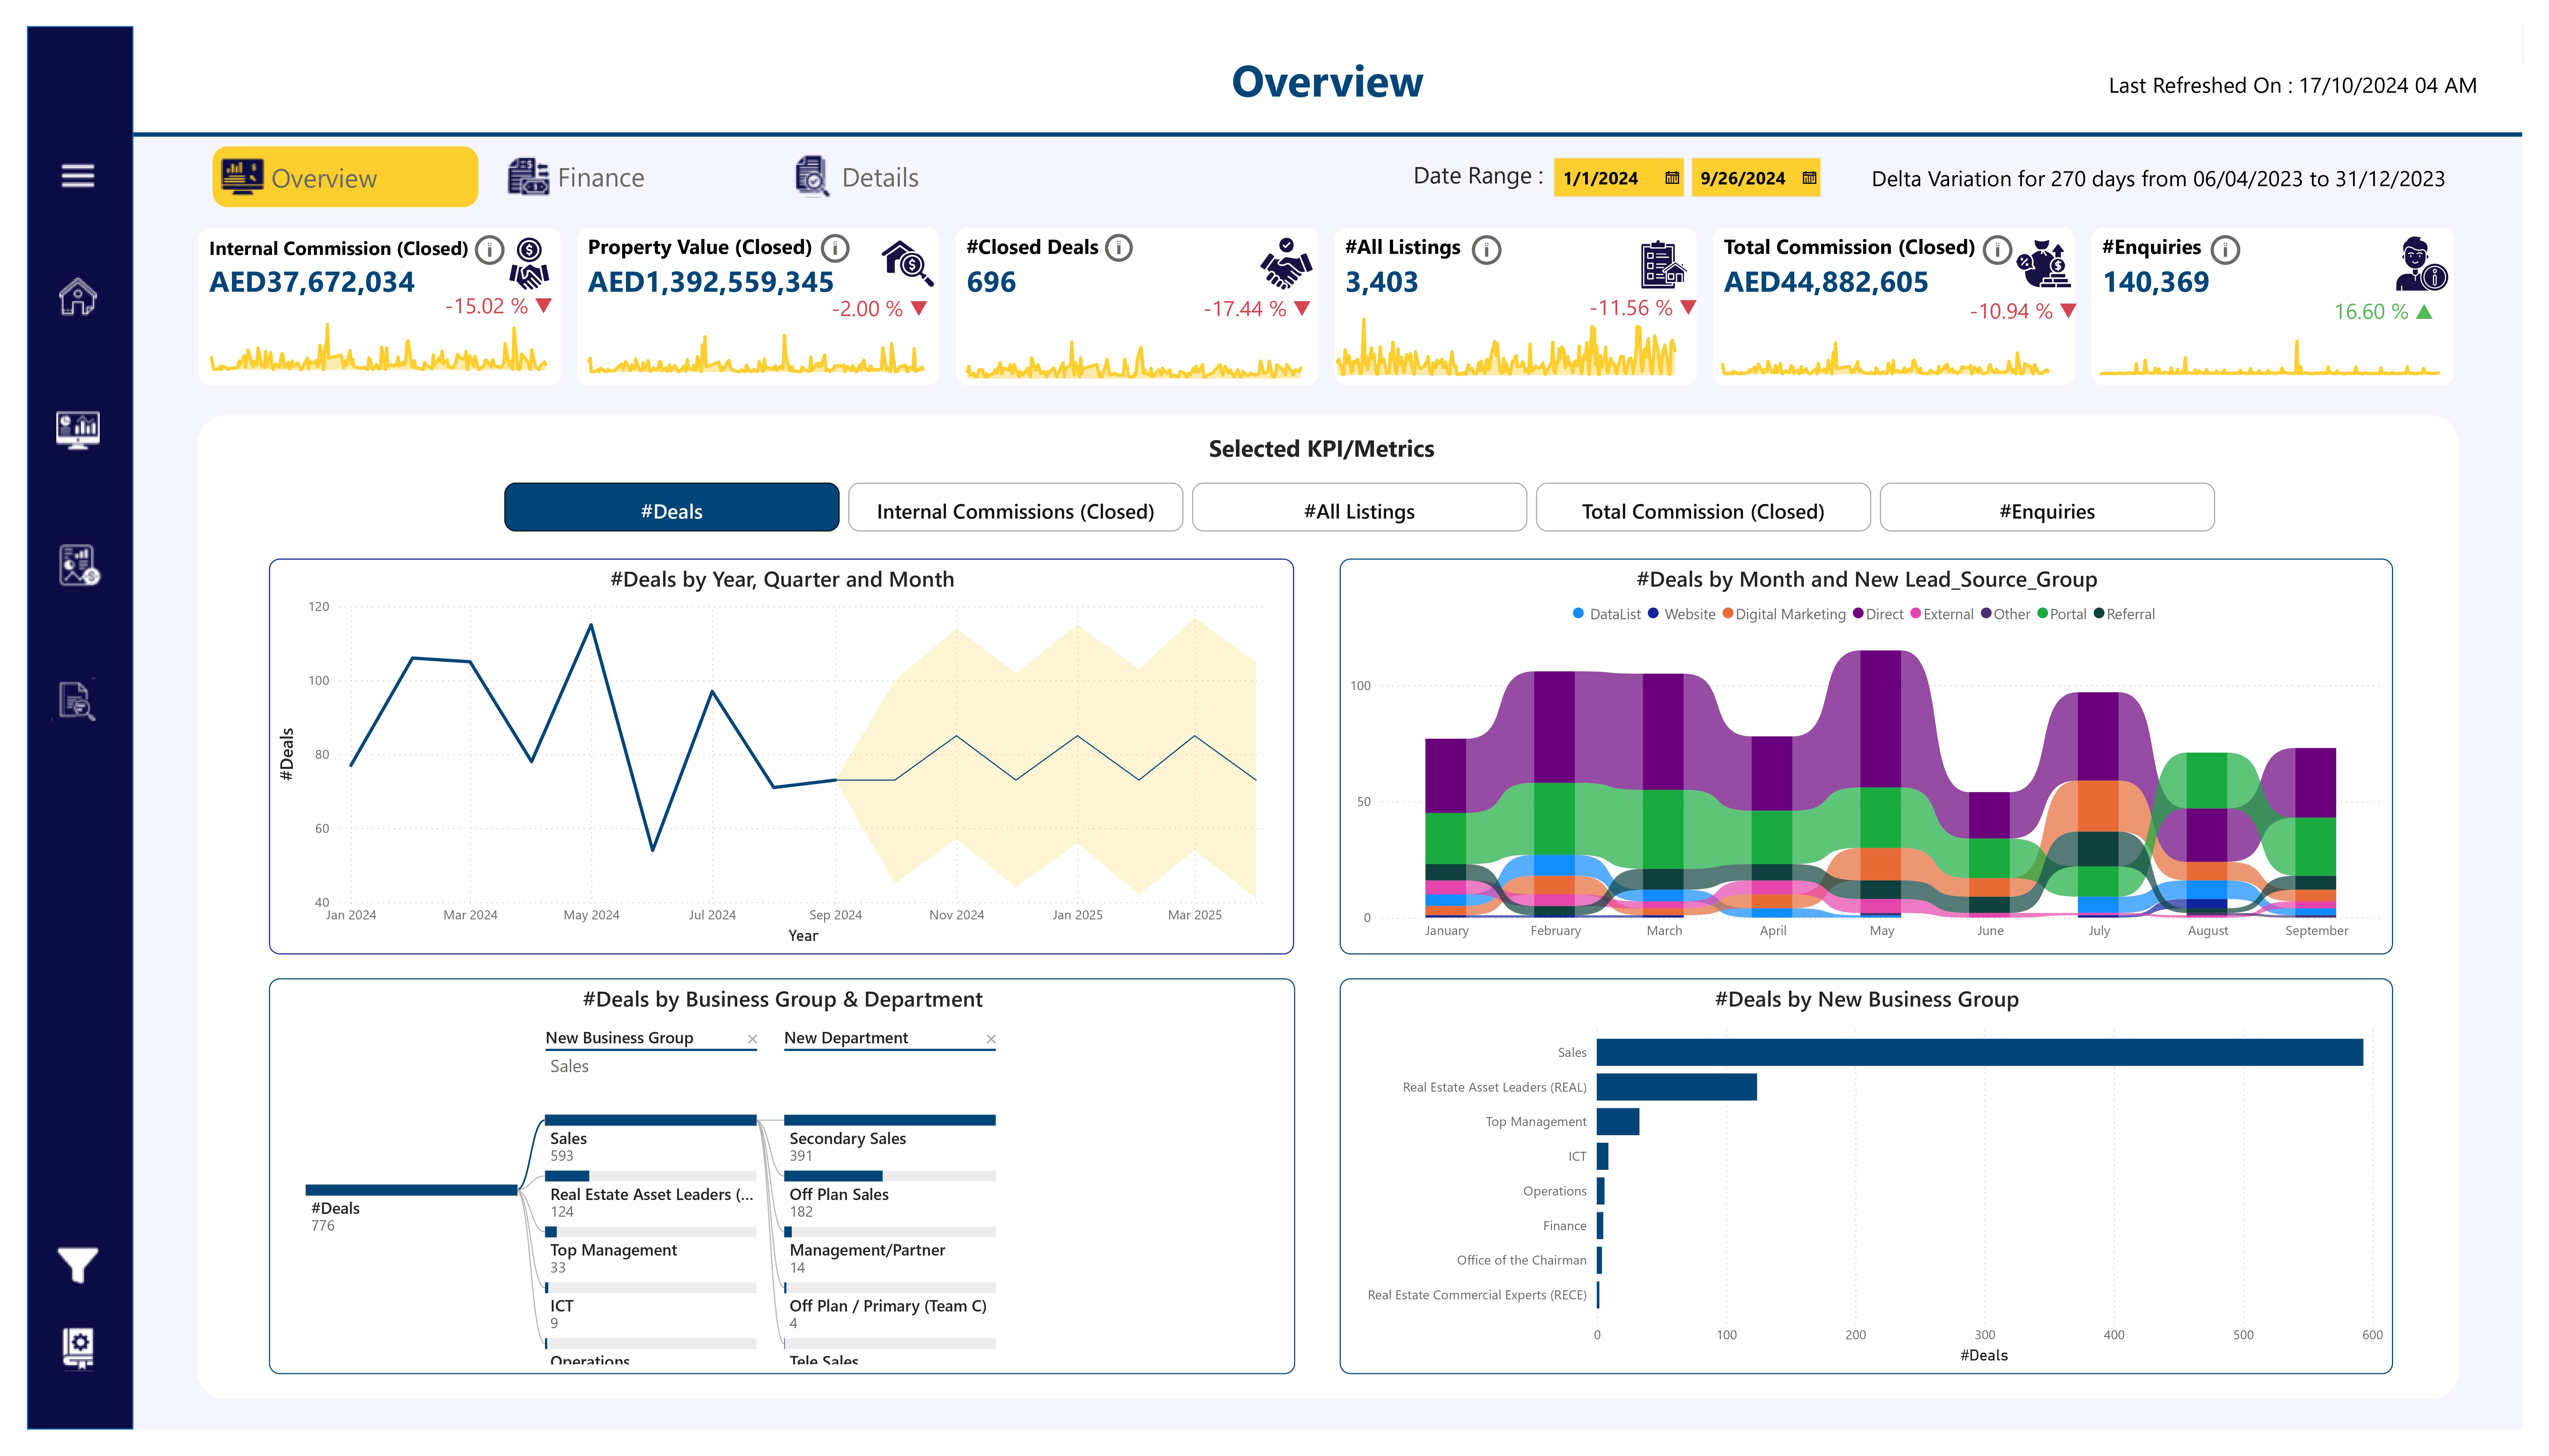 Overview
Last Refreshed On : 17/10/2024 04 AM
Overview
Finance
Details
Date Range :
1/1/2024
9/26/2024
Delta Variation for 270 days from 06/04/2023 to 31/12/2023
Internal Commission (Closed)
AED37,672,034
-15.02 %
Property Value (Closed)
AED1,392,559,345
-2.00 %
#Closed Deals
696
-17.44 %
#All Listings
3,403
-11.56 %
Total Commission (Closed)
AED44,882,605
-10.94 %
#Enquiries
140,369
16.60 %
Selected KPI/Metrics
#Deals
Internal Commissions (Closed)
#All Listings
Total Commission (Closed)
#Enquiries
#Deals by Year, Quarter and Month
120
100
80
60
40
#Deals
Jan 2024
Mar 2024
May 2024
Jul 2024
Sep 2024
Nov 2024
Jan 2025
Mar 2025
Year
#Deals by Month and New Lead_Source_Group
DataList
Website
Digital Marketing
Direct
External
Other
Portal
Referral
100
50
0
January
February
March
April
May
June
July
August
September
#Deals by Business Group & Department
New Business Group
New Department
Sales
#Deals
776
Sales
593
Real Estate Asset Leaders (...
124
Top Management
33
ICT
9
Operations
Secondary Sales
391
Off Plan Sales
182
Management/Partner
14
Off Plan / Primary (Team C)
4
Tele Sales
#Deals by New Business Group
Sales
Real Estate Asset Leaders (REAL)
Top Management
ICT
Operations
Finance
Office of the Chairman
Real Estate Commercial Experts (RECE)
0
100
200
300
400
500
600
#Deals